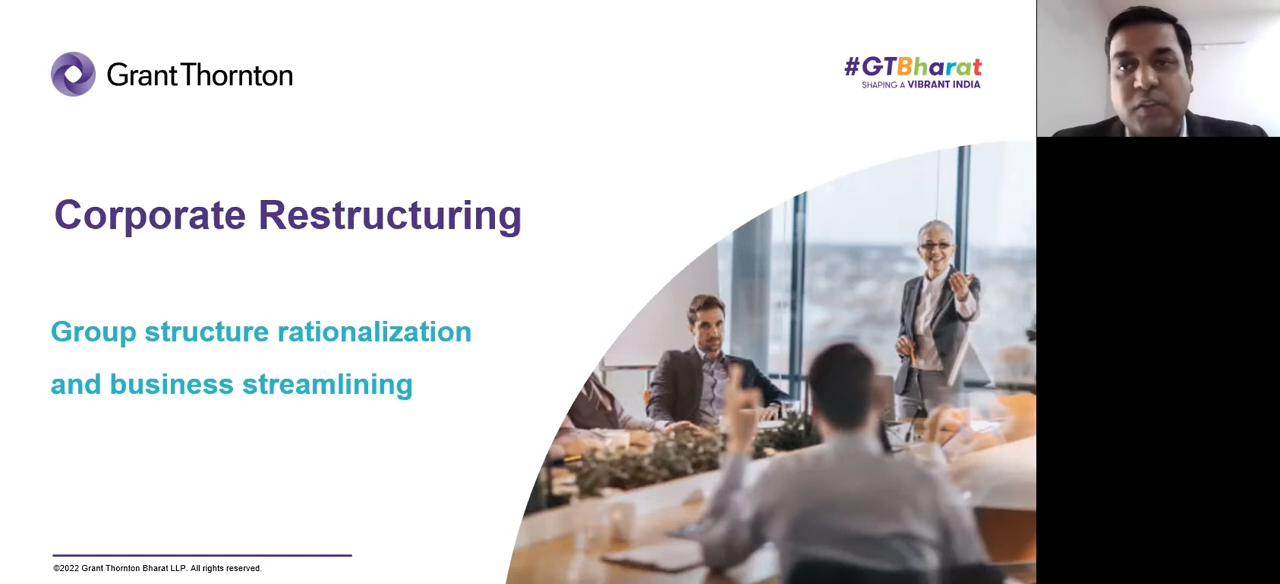 Grant Thornton
#GTBharat
SHAPING A VIBRANT INDIA
Corporate Restructuring
Group structure rationalization
and business streamlining
©2022 Grant Thornton Bharat LLP. All rights reserved.